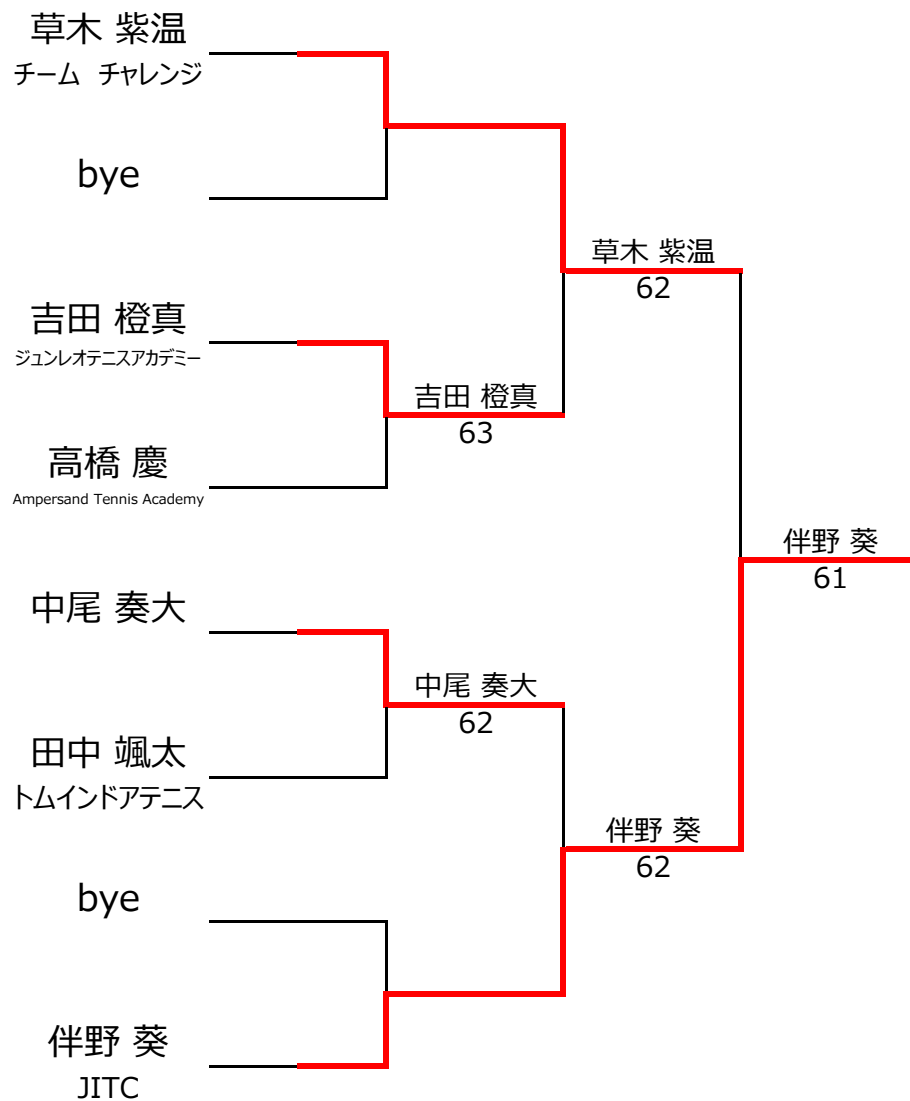 草木 紫温
チーム　チャレンジ
bye
草木 紫温
62
吉田 橙真
ジュンレオテニスアカデミー
吉田 橙真
63
高橋 慶
Ampersand Tennis Academy
伴野 葵
61
中尾 奏大
中尾 奏大
62
田中 颯太
トムインドアテニス
伴野 葵
62
bye
伴野 葵
JITC